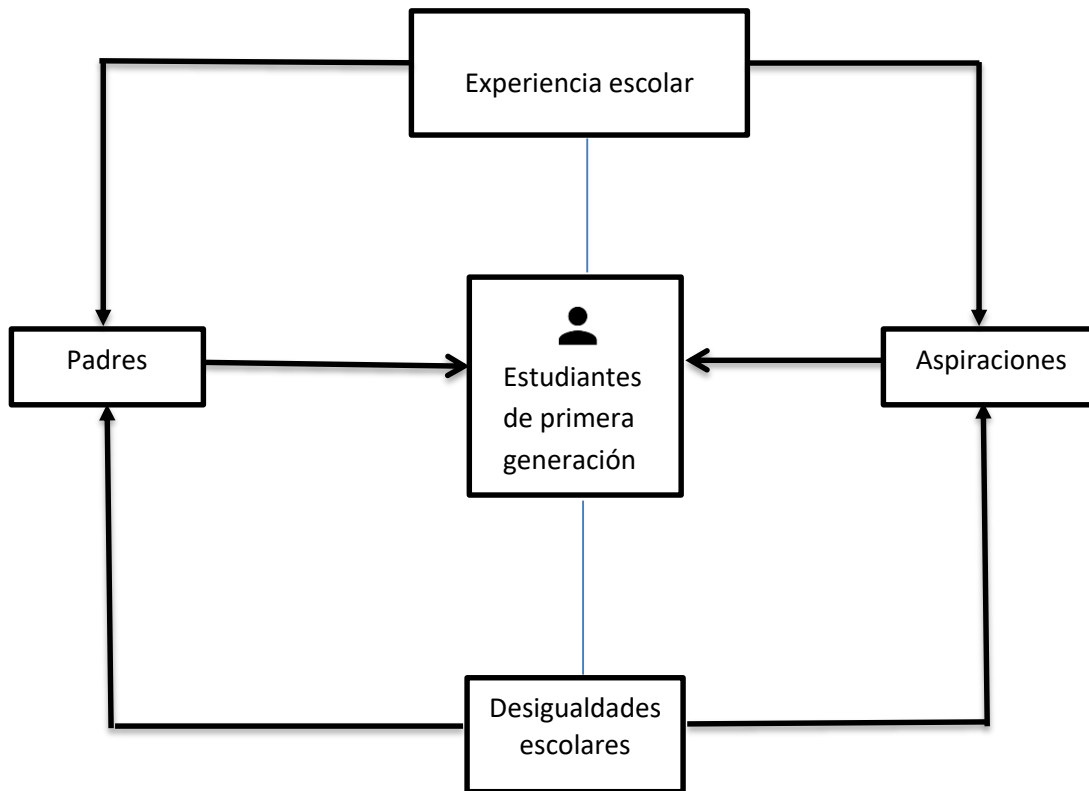 Experiencia escolar
Padres
Estudiantes
de primera
generación
Aspiraciones
Desigualdades
escolares